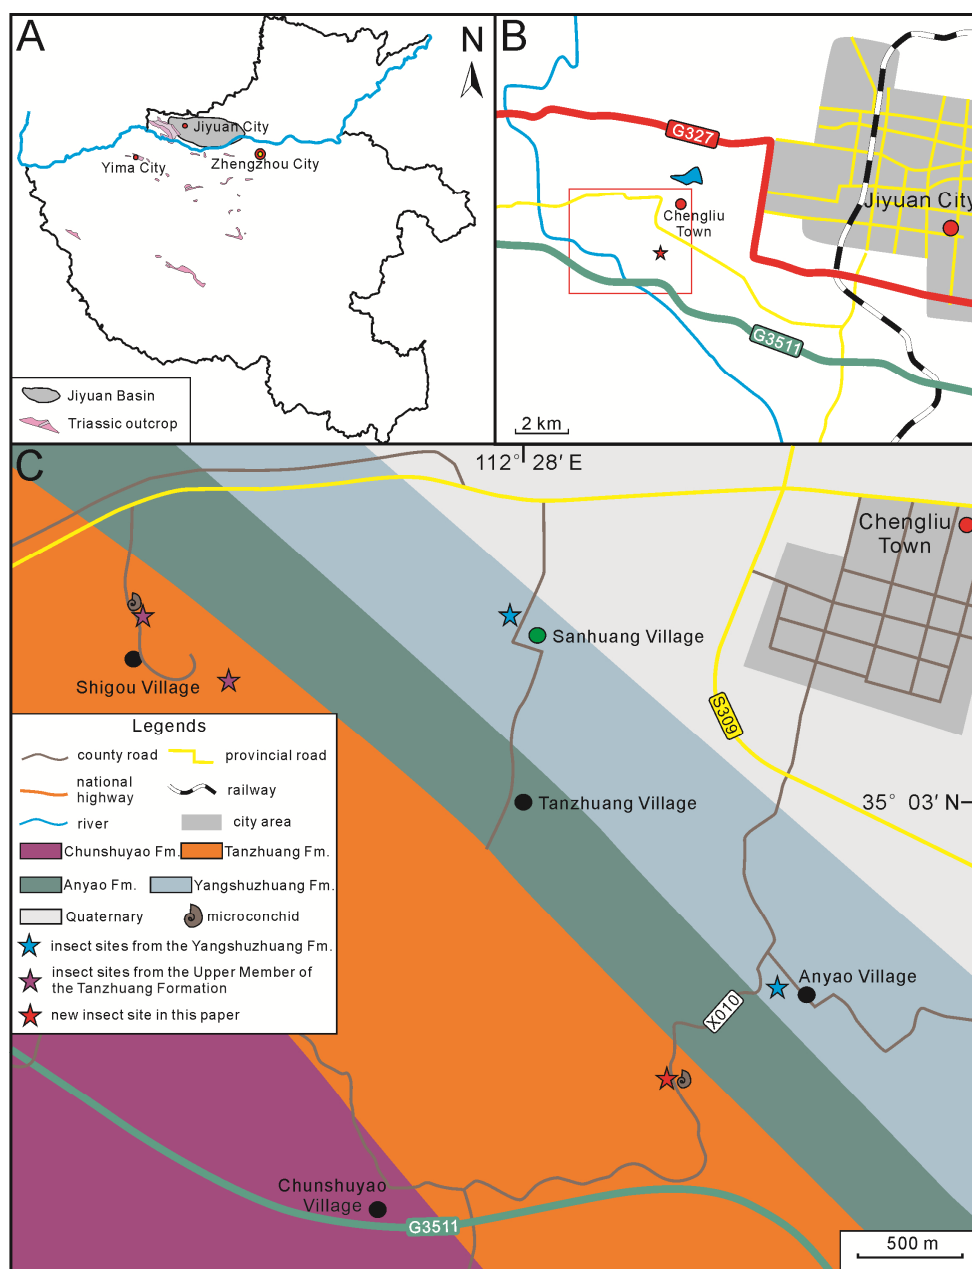 A
N
Jiyuan City
Yima City
Zhengzhou City
Jiyuan Basin
Triassic outcrop
B
G327
Chengliu
Town
Jiyuan City
G3511
2 km
C
112° 28′ E
Chengliu
Town
Sanhuang Village
Shigou Village
S309
Tanzhuang Village
35° 03′ N
Legends
county road
provincial road
national
highway
railway
river
city area
Chunshuyao Fm.
Tanzhuang Fm.
Anyao Fm.
Yangshuzhuang Fm.
Quaternary
microconchid
insect sites from the Yangshuzhuang Fm.
insect sites from the Upper Member of
the Tanzhuang Formation
new insect site in this paper
Anyao Village
X010
Chunshuyao
Village
G3511
500 m